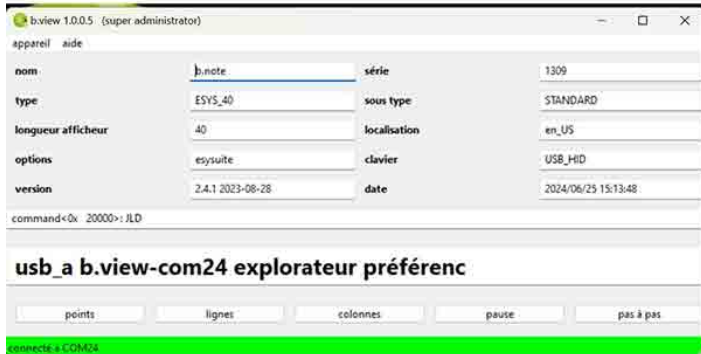 b.view 1.0.0.5 (super administrator)
appareil aide
nom b.note série 1309
type ESYS_40 sous type STANDARD
longueur afficheur 40 localisation en_US
options esysuite clavier USB_HID
version 2.4.1 2023-08-28 date 2024/06/25 15:13:48
command<0x 20000>: JLD
usb_a b.view-com24 explorateur préférenc
points lignes colonnes pause pas à pas
connecté à COM24